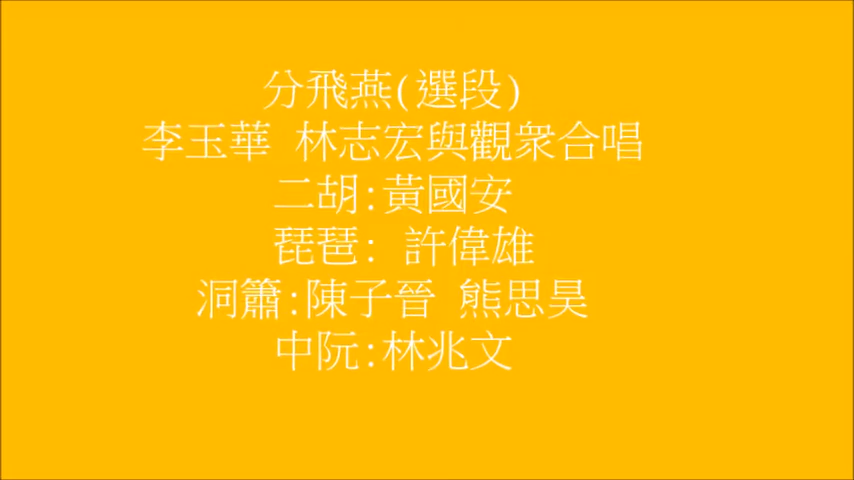 分飛燕(選段)
李玉華 林志宏與觀衆合唱
二胡:黃國安
琵琶: 許偉雄
洞簫:陳子晉 熊思昊
中阮:林兆文